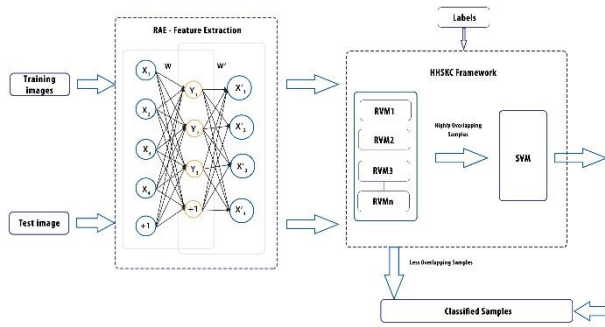 Labels
RAE - Feature Extraction
W
W'
HHSKC Framework
Training
images
X1
X2
X3
X4
+1
Y1
Y2
Y3
+1
X'1
X'2
X'3
X'4
RVM1
RVM2
RVM3
RVMn
Highly Overlapping
Samples
SVM
Test image
Less Overlapping Samples
Classified Samples